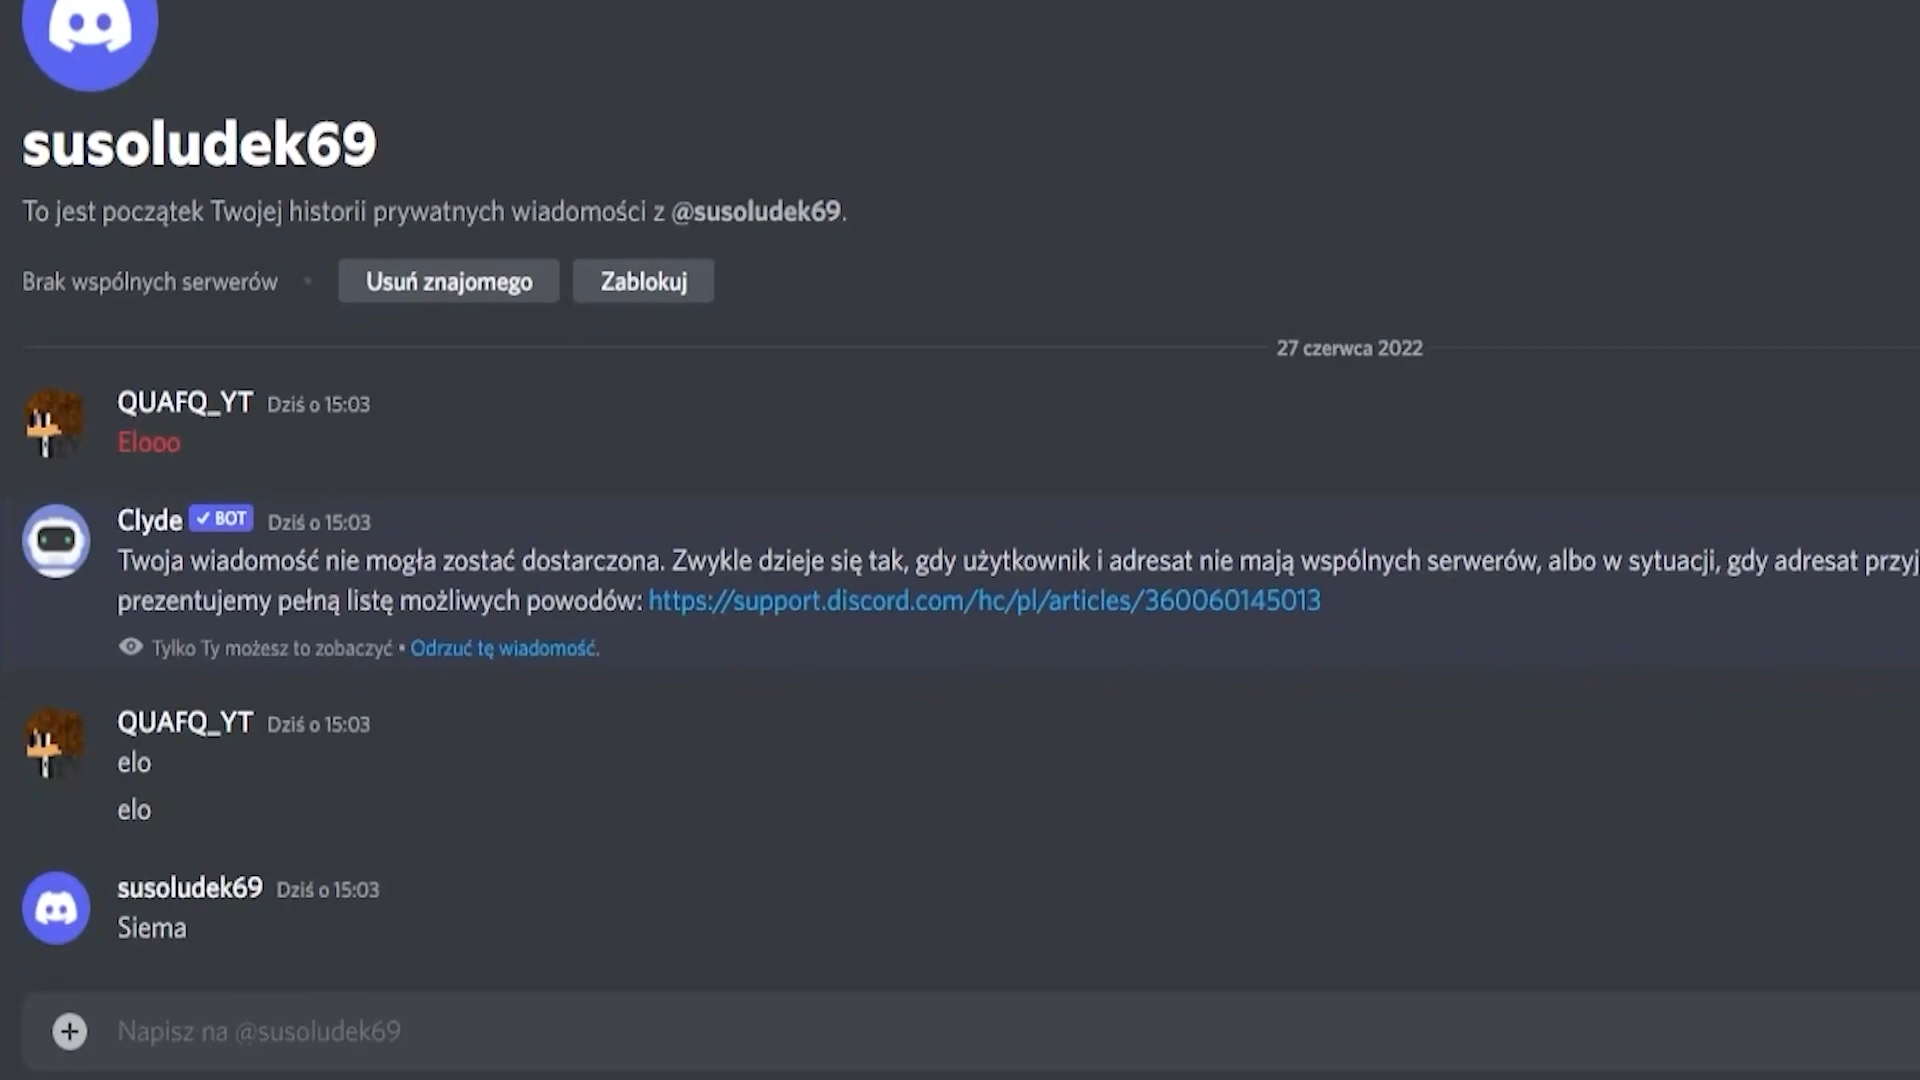 susoludek69
To jest początek Twojej historii prywatnych wiadomości z @susoludek69.
Brak wspólnych serwerów • Usuń znajomego Zablokuj
27 czerwca 2022
QUAFQ_YT Dziś o 15:03
Elooo
Clyde ✓ BOT Dziś o 15:03
Twoja wiadomość nie mogła zostać dostarczona. Zwykle dzieje się tak, gdy użytkownik i adresat nie mają wspólnych serwerów, albo w sytuacji, gdy adresat przyj
prezentujemy pełną listę możliwych powodów: https://support.discord.com/hc/pl/articles/360060145013
Tylko Ty możesz to zobaczyć • Odrzuć tę wiadomość.
QUAFQ_YT Dziś o 15:03
elo
elo
susoludek69 Dziś o 15:03
Siema
Napisz na @susoludek69